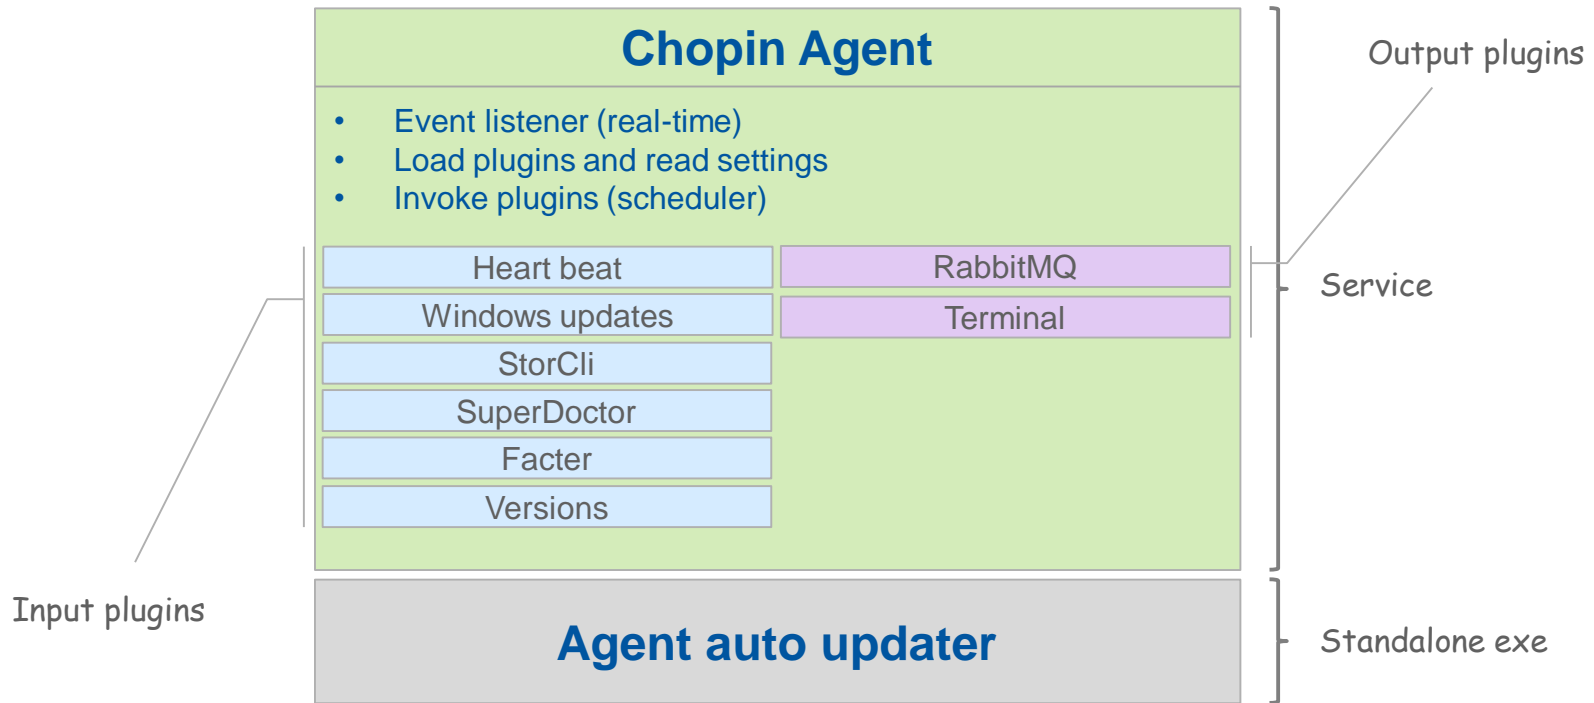 Chopin Agent
Output plugins
• Event listener (real-time)
• Load plugins and read settings
• Invoke plugins (scheduler)
Heart beat
RabbitMQ
Windows updates
Terminal
Service
StorCli
SuperDoctor
Facter
Versions
Input plugins
Agent auto updater
Standalone exe